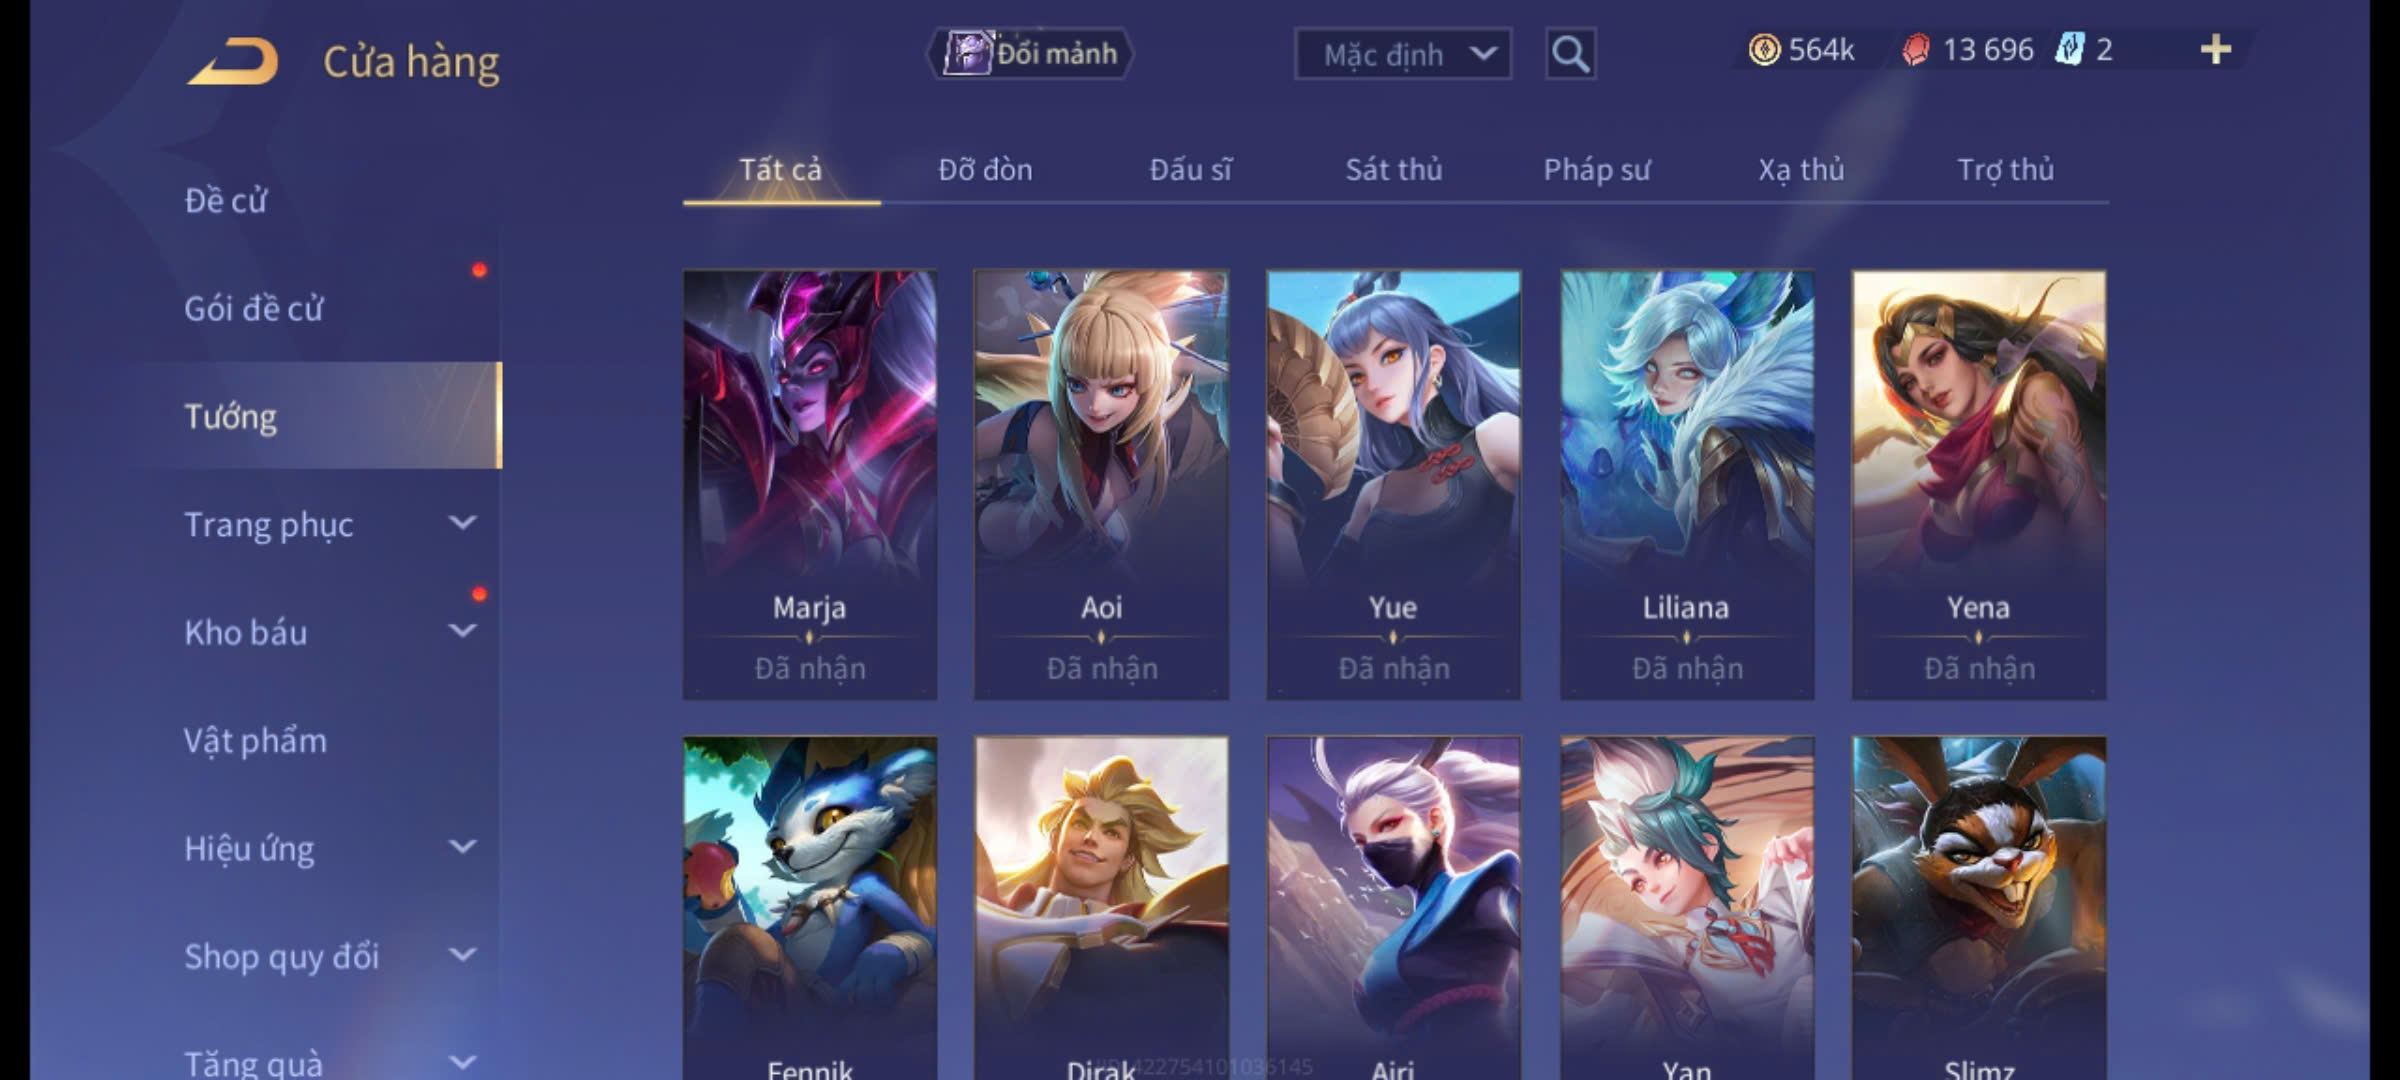 Cửa hàng
Đổi mảnh
Mặc định
564k
13 696
2
Đề cử
Gói đề cử
Tướng
Trang phục
Kho báu
Vật phẩm
Hiệu ứng
Shop quy đổi
Tặng quà
Tất cả
Đỡ đòn
Đấu sĩ
Sát thủ
Pháp sư
Xạ thủ
Trợ thủ
Marja
Aoi
Yue
Liliana
Yena
Đã nhận
Đã nhận
Đã nhận
Đã nhận
Đã nhận
Fennik
Dirak
Airi
Yan
Slimz